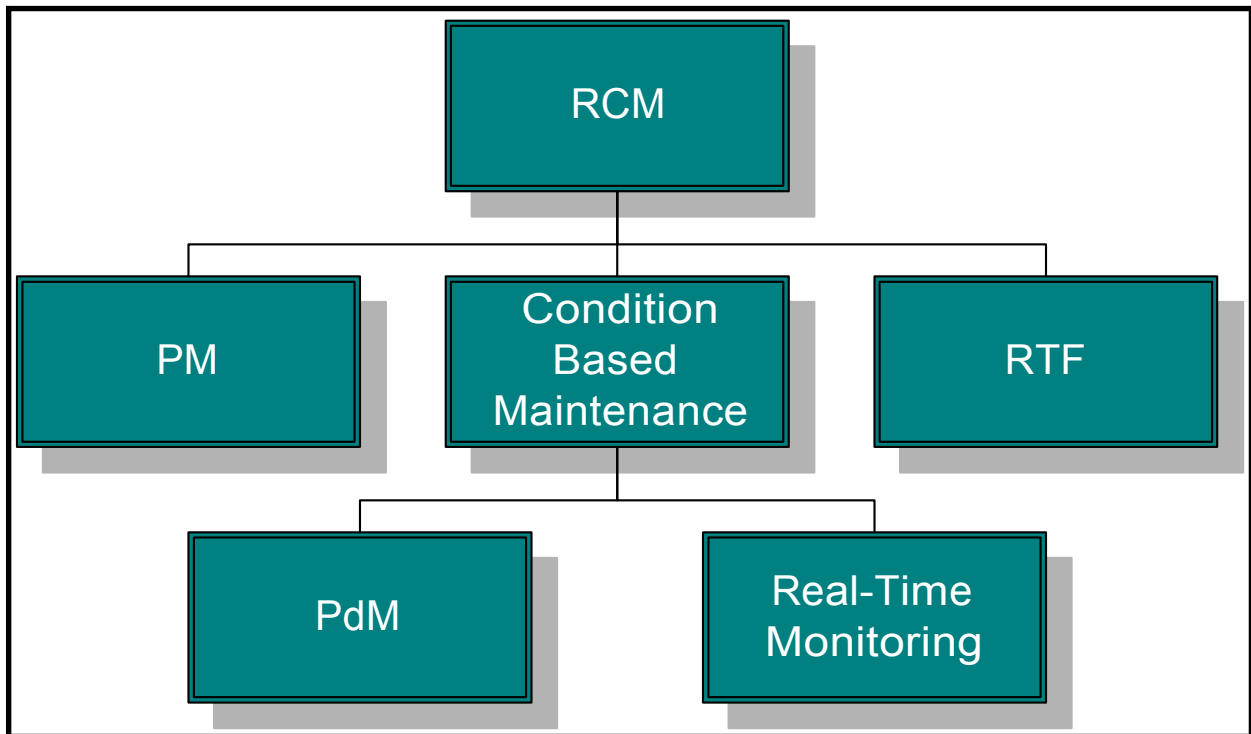 RCM
PM
Condition
Based
Maintenance
RTF
PdM
Real-Time
Monitoring